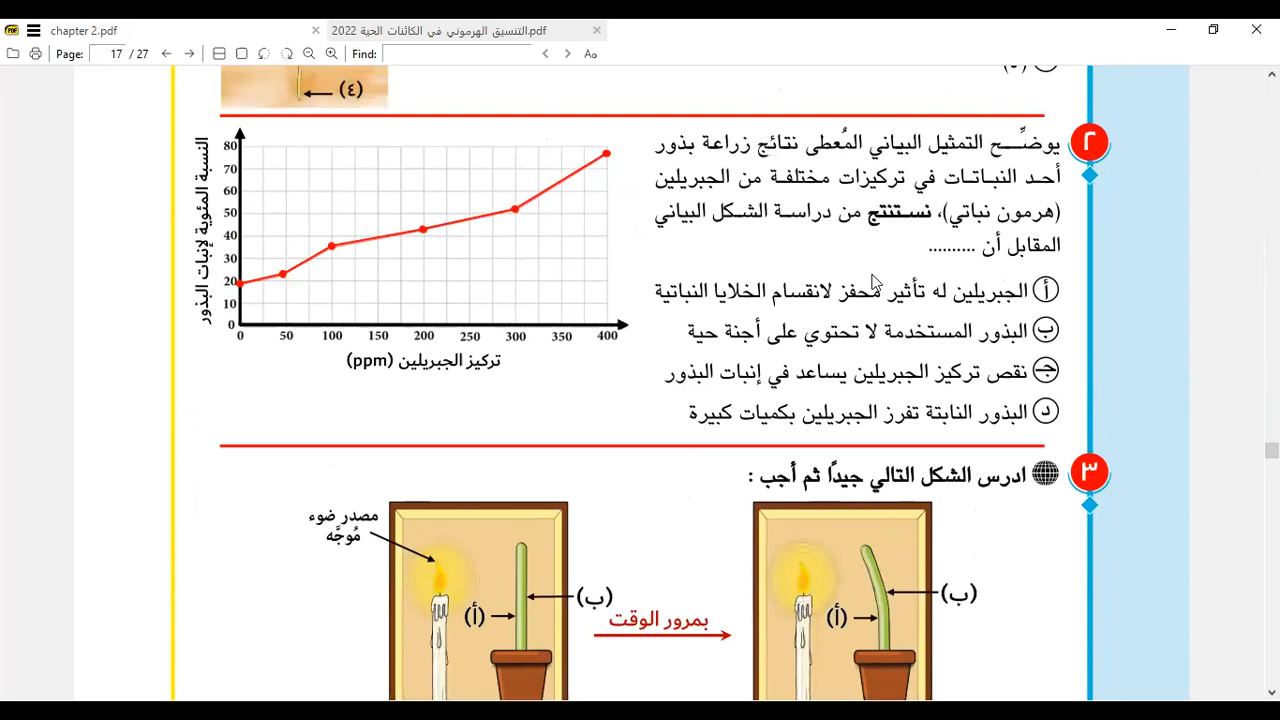 chapter 2.pdf
التنسيق الهرموني في الكائنات الحية 2022.pdf
Page: 17 / 27
Find:
Aa
(٤)
٢
يوضِّح التمثيل البياني المُعطى نتائج زراعة بذور
أحد النباتات في تركيزات مختلفة من الجبريلين
(هرمون نباتي)، نستنتج من دراسة الشكل البياني
المقابل أن ..........
أ الجبريلين له تأثير محفز لانقسام الخلايا النباتية
ب البذور المستخدمة لا تحتوي على أجنة حية
ج نقص تركيز الجبريلين يساعد في إنبات البذور
د البذور النابتة تفرز الجبريلين بكميات كبيرة
النسبة المئوية لإنبات البذور
80
70
60
50
40
30
20
10
0
0 50 100 150 200 250 300 350 400
تركيز الجبريلين (ppm)
٣
ادرس الشكل التالي جيدًا ثم أجب :
مصدر ضوء
مُوجَّه
(أ)
(ب)
بمرور الوقت
(أ)
(ب)